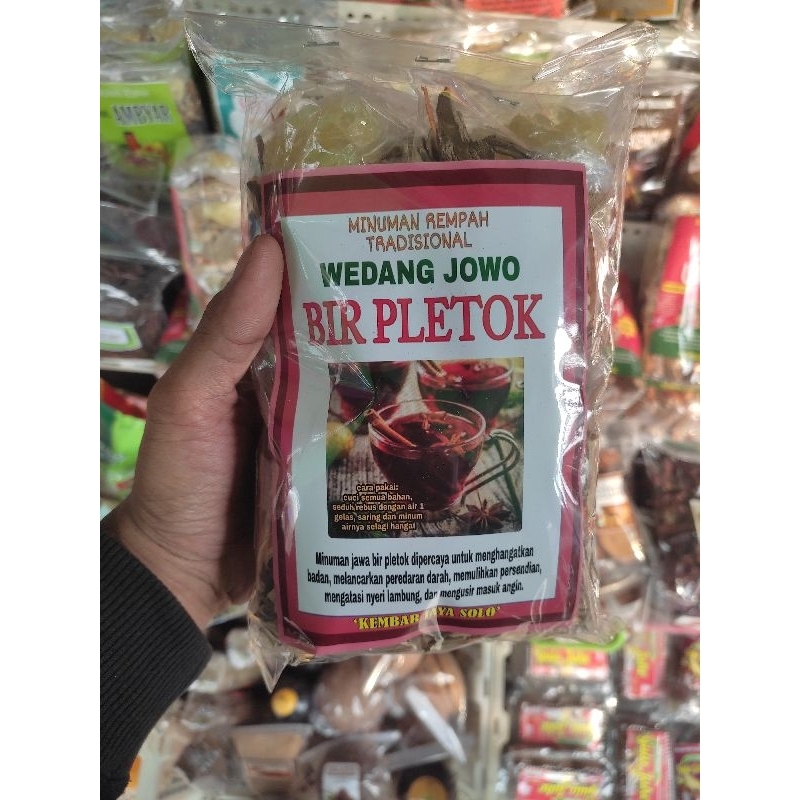 AMBYAR
MINUMAN REMPAH
TRADISIONAL
WEDANG JOWO
BIR PLETOK
cara pakai:
cuci semua bahan,
seduh/rebus dengan air 1
gelas, saring dan minum
airnya selagi hangat
Minuman jawa bir pletok dipercaya untuk menghangatkan
badan, melancarkan peredaran darah, memulihkan persendian,
mengatasi nyeri lambung, dan mengusir masuk angin.
'KEMBAR JAYA SOLO'